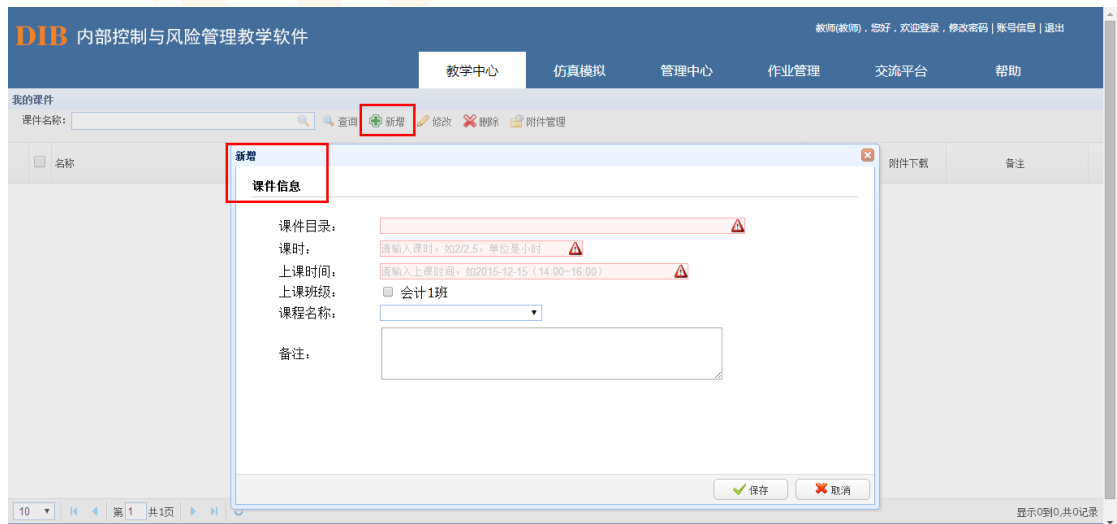 DIB 内部控制与风险管理教学软件
教师(教师)，您好，欢迎登录，修改密码 | 账号信息 | 退出
教学中心 仿真模拟 管理中心 作业管理 交流平台 帮助
我的课件
课件名称： 查询 新增 修改 删除 附件管理
名称 附件下载 备注
新增
课件信息
课件目录：
课时： 请输入课时，如2/2.5，单位是小时
上课时间： 请输入上课时间，如2015-12-15（14:00~16:00）
上课班级： 会计1班
课程名称：
备注：
保存 取消
10 第 1 共1页 显示0到0,共0记录